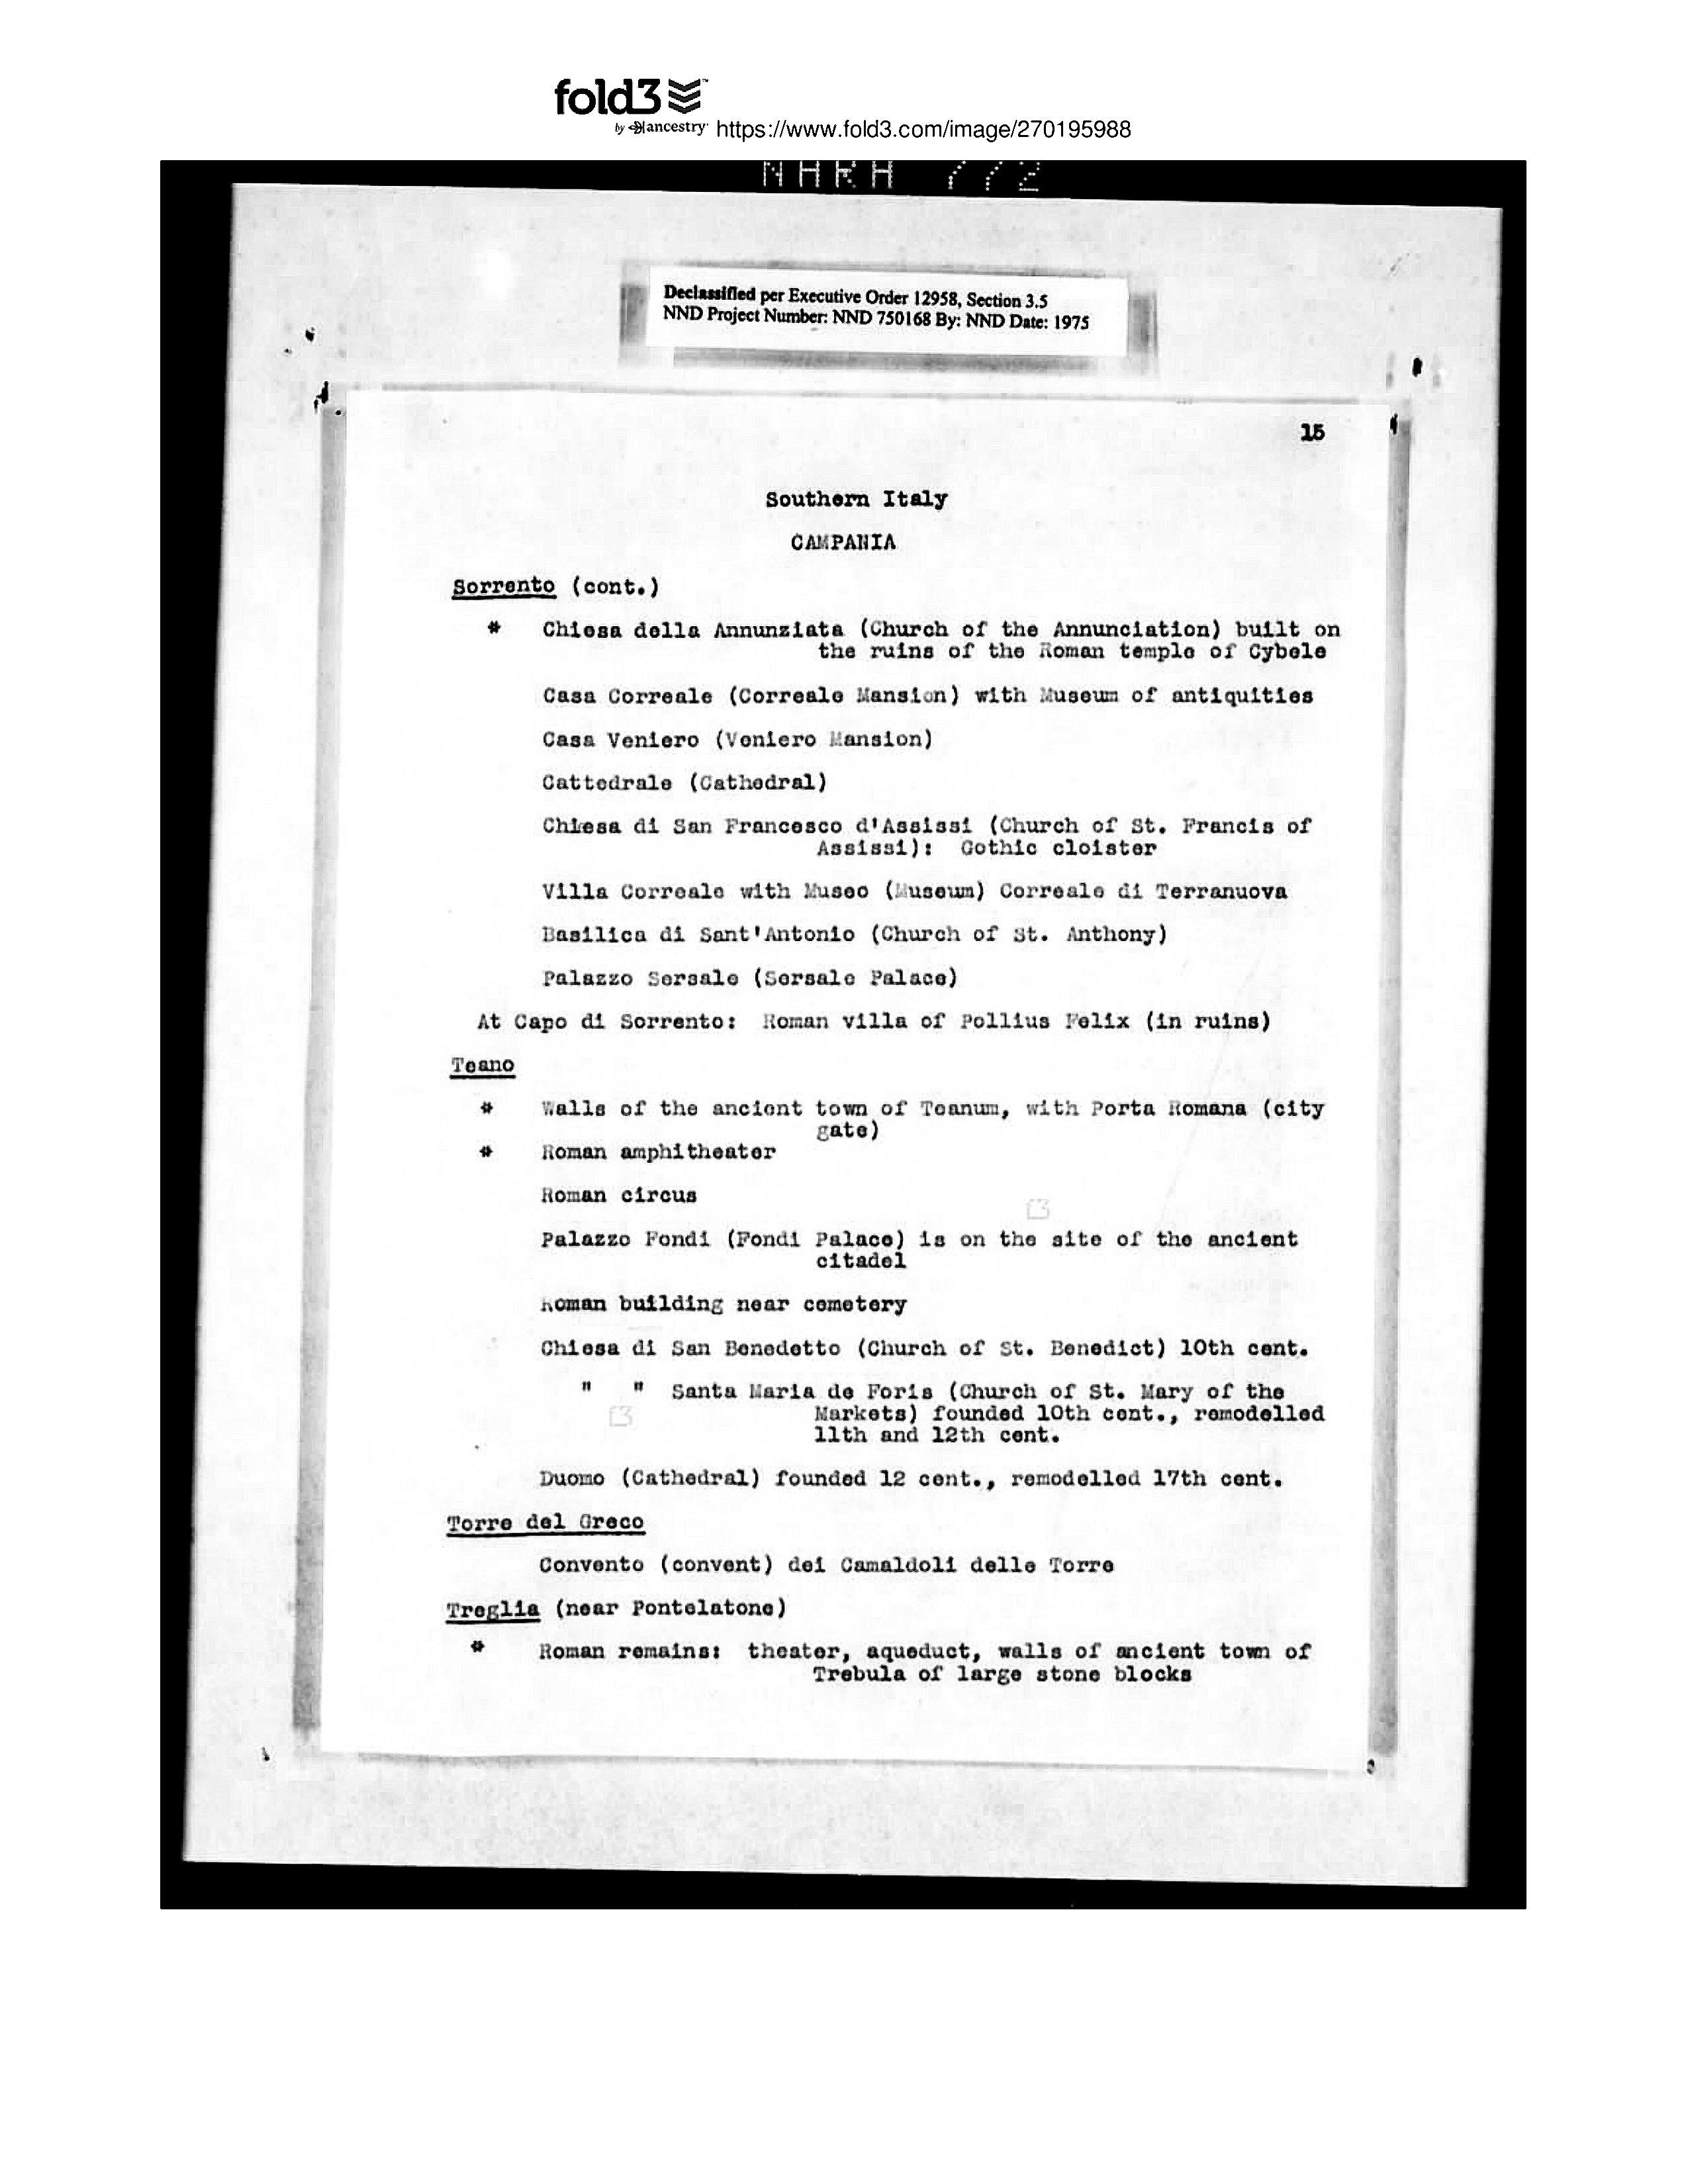 fold3
by ancestry https://www.fold3.com/image/270195988
NARA 772
Declassified per Executive Order 12958, Section 3.5
NND Project Number: NND 750168 By: NND Date: 1975
15
Southern Italy
CAMPANIA
Sorrento (cont.)
* Chiesa della Annunziata (Church of the Annunciation) built on
the ruins of the Roman temple of Cybele
Casa Correale (Correale Mansion) with Museum of antiquities
Casa Veniero (Veniero Mansion)
Cattedrale (Cathedral)
Chiesa di San Francesco d'Assissi (Church of St. Francis of
Assissi): Gothic cloister
Villa Correale with Museo (Museum) Correale di Terranuova
Basilica di Sant'Antonio (Church of St. Anthony)
Palazzo Sersale (Sersale Palace)
At Capo di Sorrento: Roman villa of Pollius Felix (in ruins)
Teano
* Walls of the ancient town of Teanum, with Porta Romana (city
gate)
* Roman amphitheater
Roman circus
Palazzo Fondi (Fondi Palace) is on the site of the ancient
citadel
Roman building near cemetery
Chiesa di San Benedetto (Church of St. Benedict) 10th cent.
" " Santa Maria de Foris (Church of St. Mary of the
Markets) founded 10th cent., remodelled
11th and 12th cent.
Duomo (Cathedral) founded 12 cent., remodelled 17th cent.
Torre del Greco
Convento (convent) dei Camaldoli delle Torre
Treglia (near Pontelatone)
* Roman remains: theater, aqueduct, walls of ancient town of
Trebula of large stone blocks